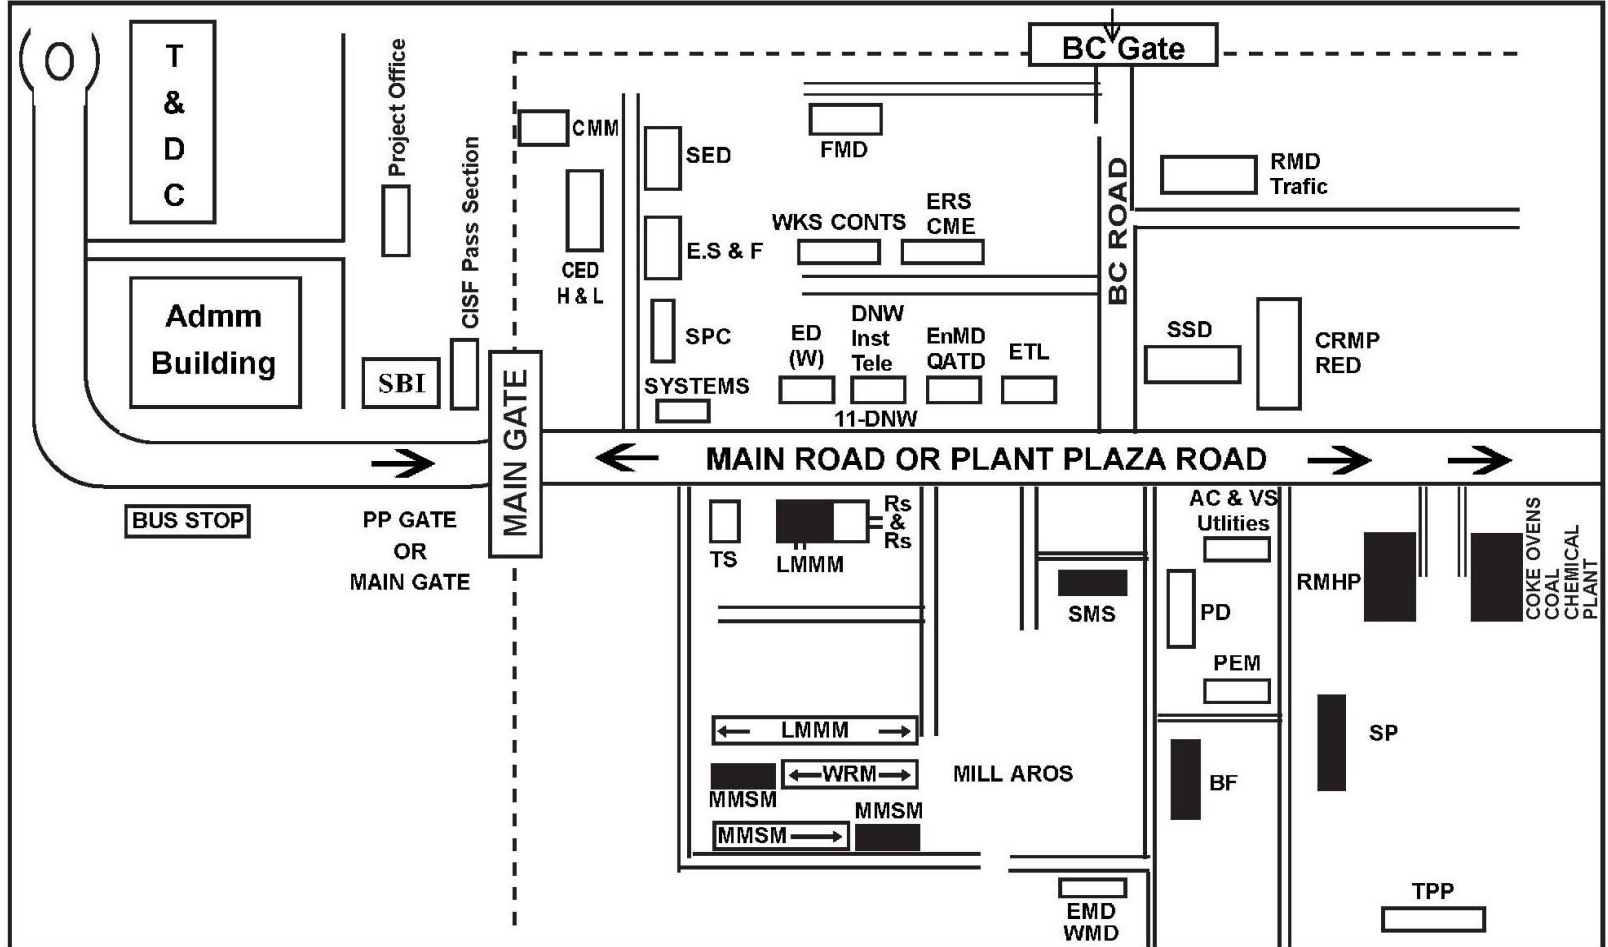 T
&
D
C
Project Office
CISF Pass Section
Admm
Building
SBI
BUS STOP
PP GATE
OR
MAIN GATE
MAIN GATE
BC Gate
CMM
CED
H & L
SED
E.S & F
SPC
SYSTEMS
FMD
WKS CONTS
ERS
CME
ED
(W)
DNW
Inst
Tele
11-DNW
EnMD
QATD
ETL
BC ROAD
RMD
Trafic
SSD
CRMP
RED
MAIN ROAD OR PLANT PLAZA ROAD
TS
LMMM
Rs
&
Rs
SMS
AC & VS
Utlities
PD
PEM
BF
RMHP
COKE OVENS
COAL
CHEMICAL
PLANT
SP
LMMM
WRM
MMSM
MILL AROS
MMSM
MMSM
EMD
WMD
TPP